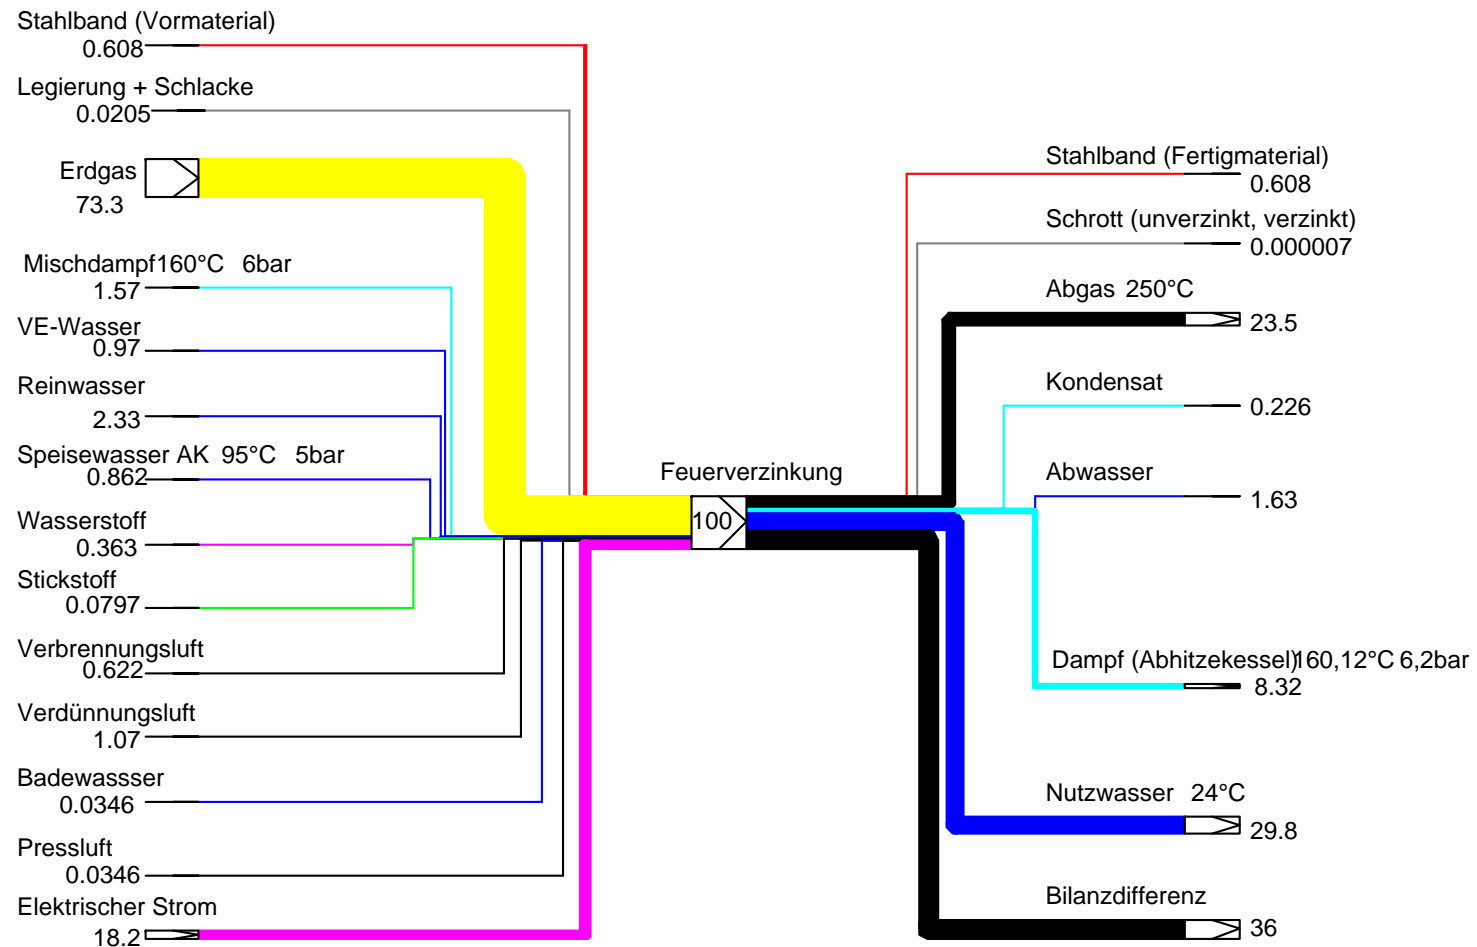 Stahlband (Vormaterial)
0.608
Legierung + Schlacke
0.0205
Erdgas
73.3
Mischdampf160°C 6bar
1.57
VE-Wasser
0.97
Reinwasser
2.33
Speisewasser AK 95°C 5bar
0.862
Wasserstoff
0.363
Stickstoff
0.0797
Verbrennungsluft
0.622
Verdünnungsluft
1.07
Badewassser
0.0346
Pressluft
0.0346
Elektrischer Strom
18.2
Feuerverzinkung
100
Stahlband (Fertigmaterial)
0.608
Schrott (unverzinkt, verzinkt)
0.000007
Abgas 250°C
23.5
Kondensat
0.226
Abwasser
1.63
Dampf (Abhitzekessel)160,12°C 6,2bar
8.32
Nutzwasser 24°C
29.8
Bilanzdifferenz
36